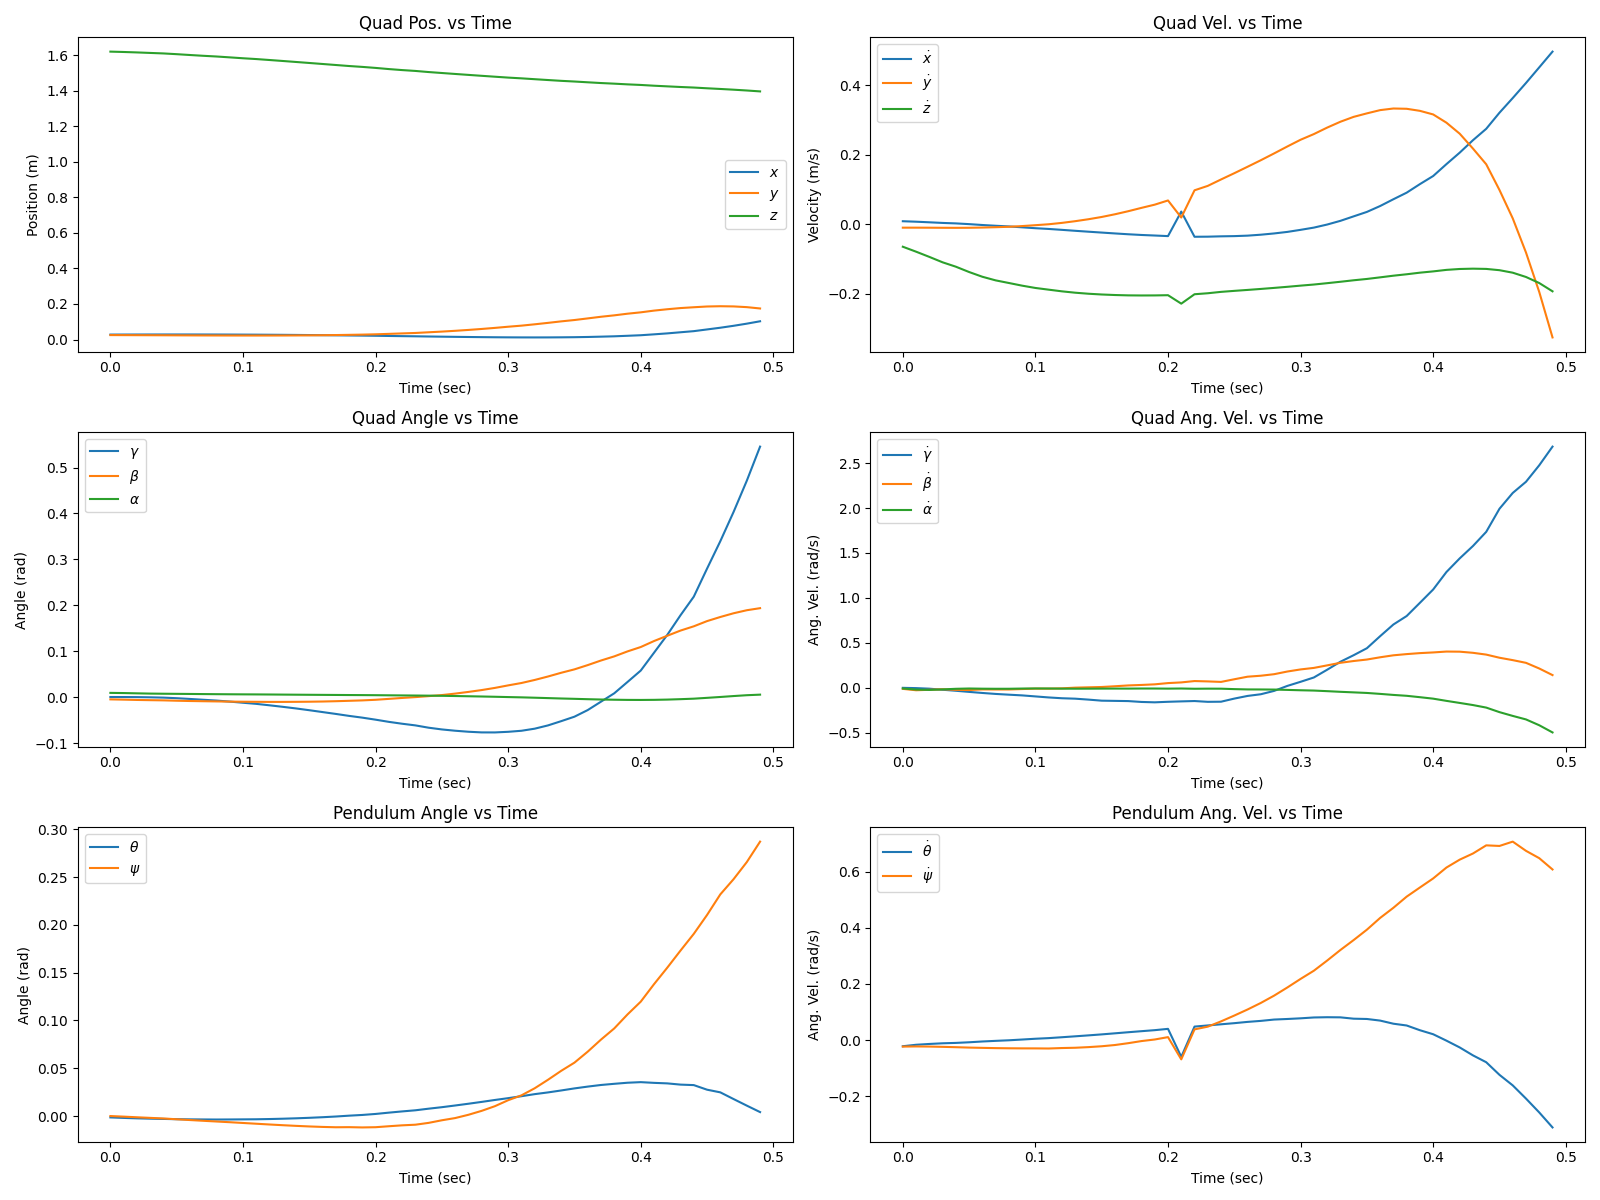 Quad Pos. vs Time
1.6
1.4
1.2
1.0
0.8
0.6
0.4
0.2
0.0
Position (m)
x
y
z
0.0 0.1 0.2 0.3 0.4 0.5
Time (sec)
Quad Vel. vs Time
ẋ
ẏ
ż
0.4
0.2
0.0
−0.2
Velocity (m/s)
0.0 0.1 0.2 0.3 0.4 0.5
Time (sec)
Quad Angle vs Time
γ
β
α
0.5
0.4
0.3
0.2
0.1
0.0
−0.1
Angle (rad)
0.0 0.1 0.2 0.3 0.4 0.5
Time (sec)
Quad Ang. Vel. vs Time
γ̇
β̇
α̇
2.5
2.0
1.5
1.0
0.5
0.0
−0.5
Ang. Vel. (rad/s)
0.0 0.1 0.2 0.3 0.4 0.5
Time (sec)
Pendulum Angle vs Time
θ
ψ
0.30
0.25
0.20
0.15
0.10
0.05
0.00
Angle (rad)
0.0 0.1 0.2 0.3 0.4 0.5
Time (sec)
Pendulum Ang. Vel. vs Time
θ̇
ψ̇
0.6
0.4
0.2
0.0
−0.2
Ang. Vel. (rad/s)
0.0 0.1 0.2 0.3 0.4 0.5
Time (sec)